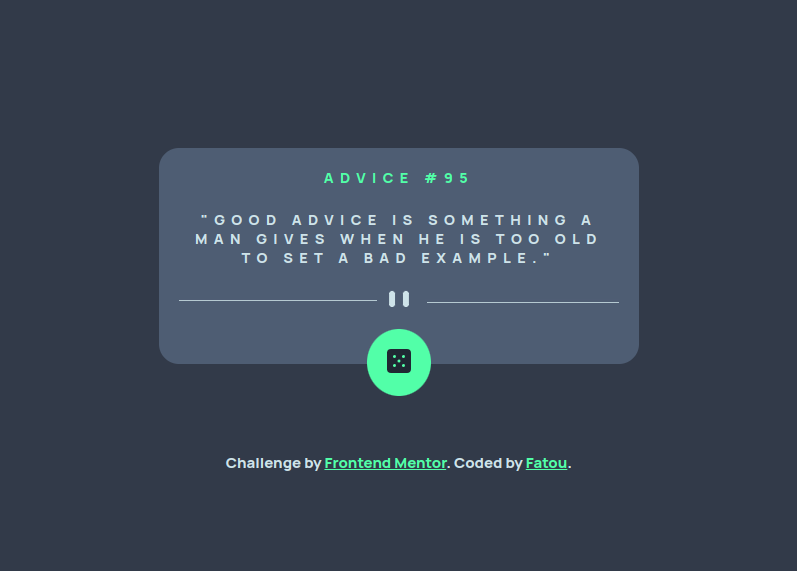 ADVICE #95
"GOOD ADVICE IS SOMETHING A
MAN GIVES WHEN HE IS TOO OLD
TO SET A BAD EXAMPLE."
Challenge by Frontend Mentor. Coded by Fatou.